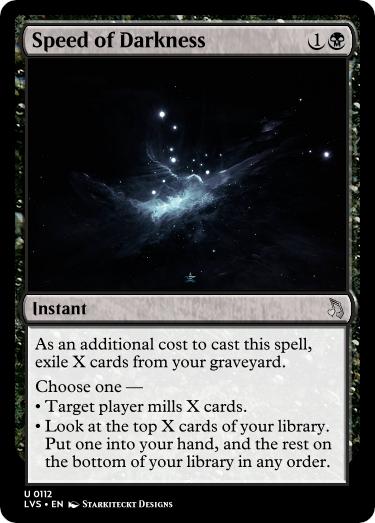 Speed of Darkness 1
Instant
As an additional cost to cast this spell,
exile X cards from your graveyard.
Choose one —
• Target player mills X cards.
• Look at the top X cards of your library.
Put one into your hand, and the rest on
the bottom of your library in any order.
U 0112
LVS • EN Starkiteckt Designs